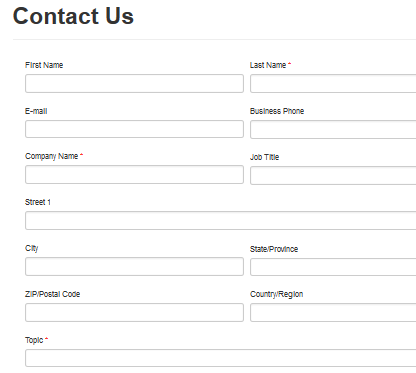 Contact Us
First Name
Last Name *
E-mail
Business Phone
Company Name *
Job Title
Street 1
City
State/Province
ZIP/Postal Code
Country/Region
Topic *